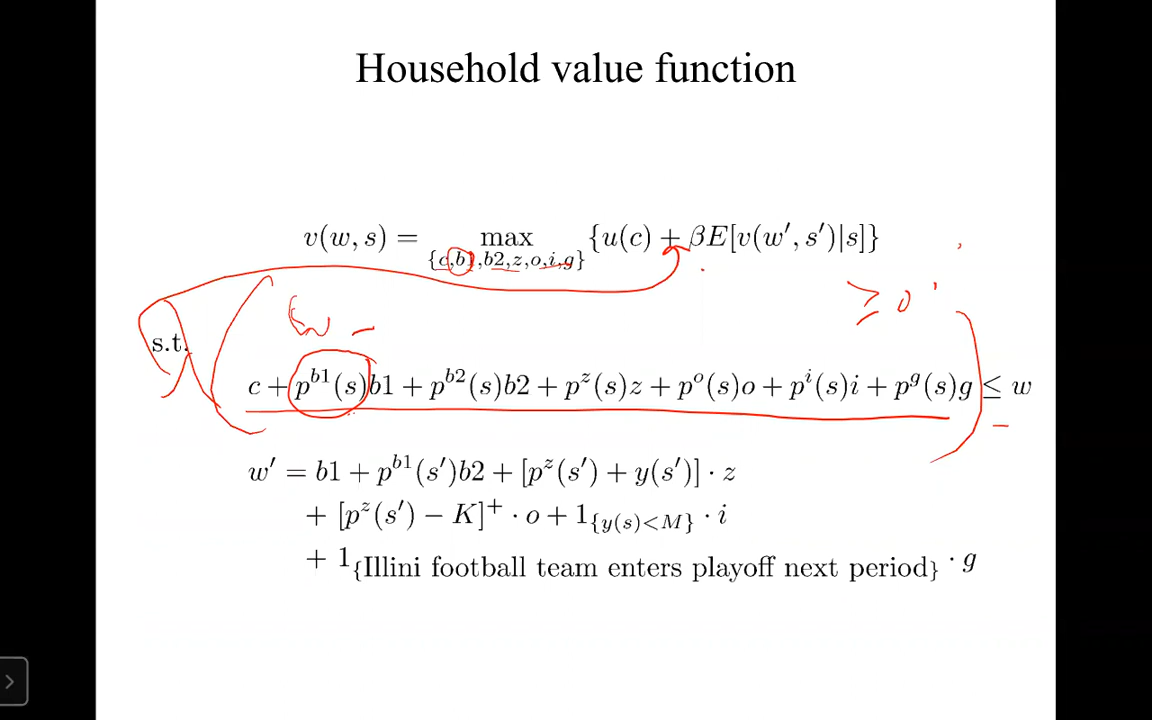 Household value function
v(w, s) = max {u(c) + βE[v(w′, s′)|s]}
{c,b1,b2,z,o,i,g}
≥ 0
s.t.
c + p^{b1}(s)b1 + p^{b2}(s)b2 + p^z(s)z + p^o(s)o + p^i(s)i + p^g(s)g ≤ w
w′ = b1 + p^{b1}(s′)b2 + [p^z(s′) + y(s′)] · z
+ [p^z(s′) − K]^+ · o + 1_{y(s)<M} · i
+ 1_{Illini football team enters playoff next period} · g